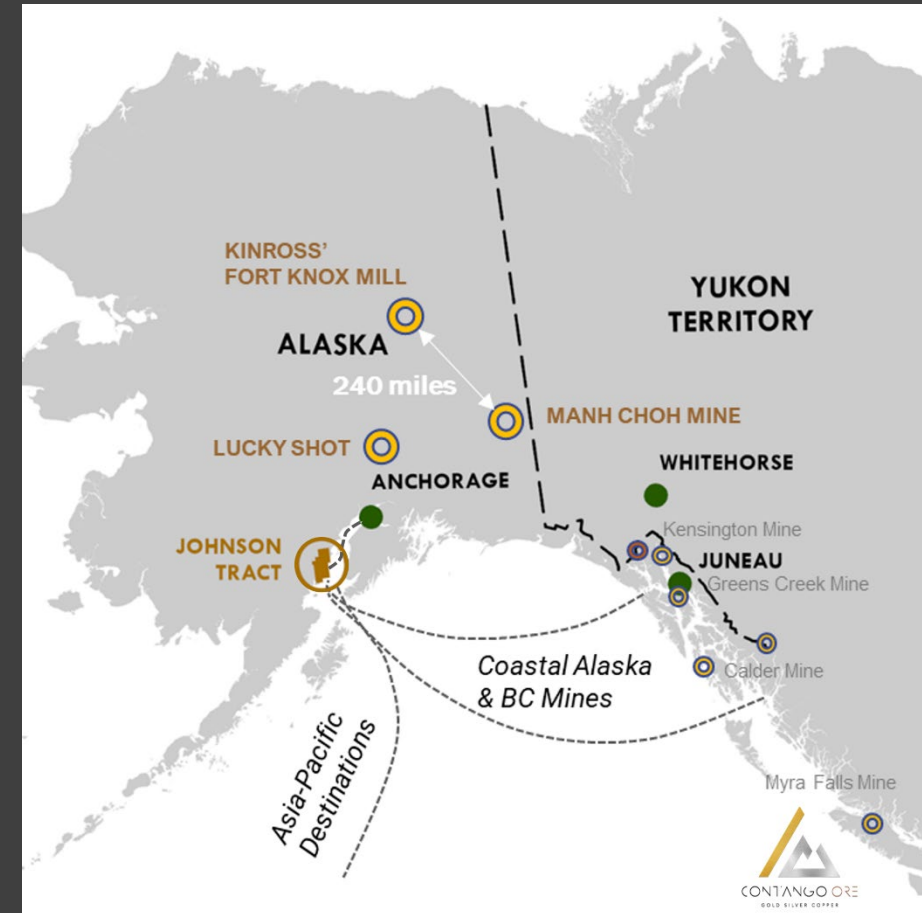 KINROSS’
FORT KNOX MILL
YUKON
TERRITORY
ALASKA
240 miles
MANH CHOH MINE
LUCKY SHOT
WHITEHORSE
ANCHORAGE
Kensington Mine
JOHNSON
TRACT
JUNEAU
Greens Creek Mine
Coastal Alaska
& BC Mines
Calder Mine
Asia-Pacific
Destinations
Myra Falls Mine
CONTANGO ORE
GOLD SILVER COPPER